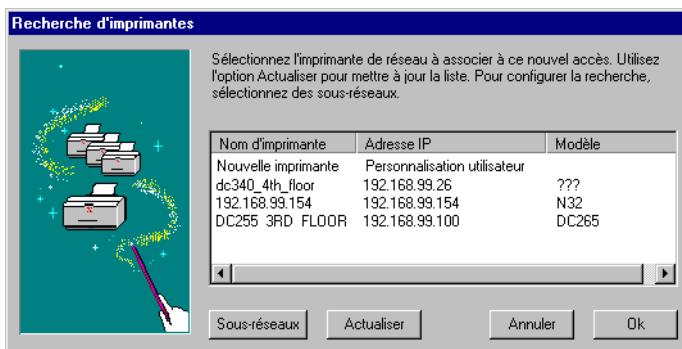 Recherche d'imprimantes
Sélectionnez l'imprimante de réseau à associer à ce nouvel accès. Utilisez
l'option Actualiser pour mettre à jour la liste. Pour configurer la recherche,
sélectionnez des sous-réseaux.
Nom d'imprimante Adresse IP Modèle
Nouvelle imprimante Personnalisation utilisateur
dc340_4th_floor 192.168.99.26 ???
192.168.99.154 192.168.99.154 N32
DC255 3RD FLOOR 192.168.99.100 DC265
Sous-réseaux Actualiser Annuler Ok